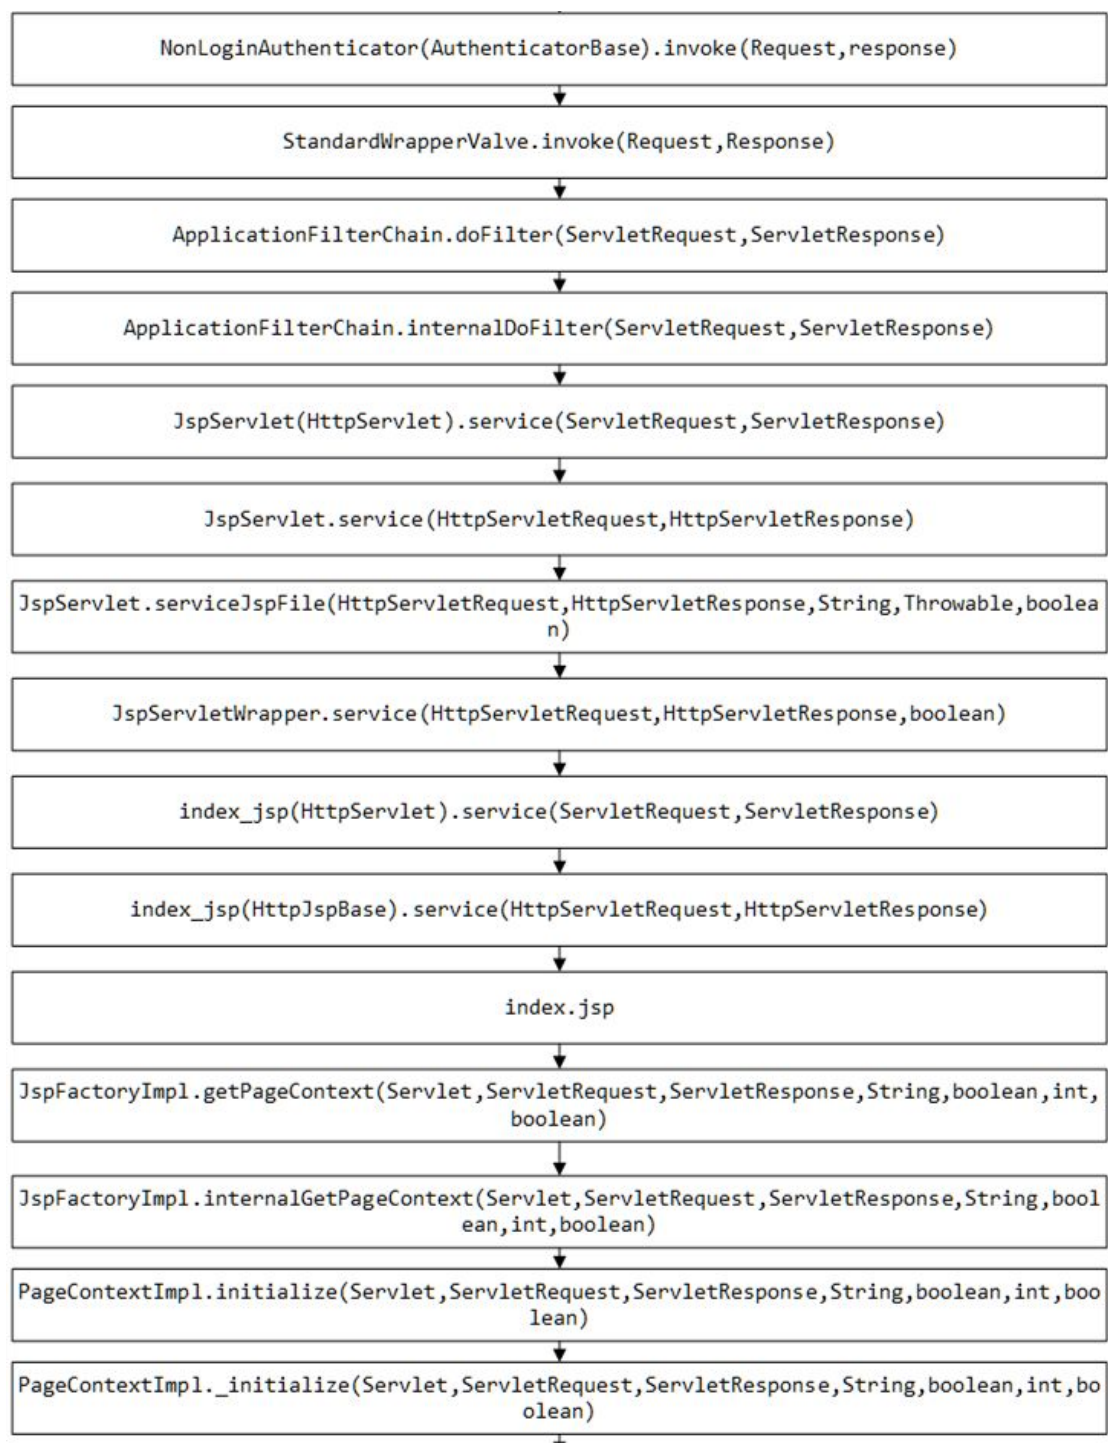 NonLoginAuthenticator(AuthenticatorBase).invoke(Request,response)
StandardWrapperValve.invoke(Request,Response)
ApplicationFilterChain.doFilter(ServletRequest,ServletResponse)
ApplicationFilterChain.internalDoFilter(ServletRequest,ServletResponse)
JspServlet(HttpServlet).service(ServletRequest,ServletResponse)
JspServlet.service(HttpServletRequest,HttpServletResponse)
JspServlet.serviceJspFile(HttpServletRequest,HttpServletResponse,String,Throwable,boolea
n)
JspServletWrapper.service(HttpServletRequest,HttpServletResponse,boolean)
index_jsp(HttpServlet).service(ServletRequest,ServletResponse)
index_jsp(HttpJspBase).service(HttpServletRequest,HttpServletResponse)
index.jsp
JspFactoryImpl.getPageContext(Servlet,ServletRequest,ServletResponse,String,boolean,int,
boolean)
JspFactoryImpl.internalGetPageContext(Servlet,ServletRequest,ServletResponse,String,bool
ean,int,boolean)
PageContextImpl.initialize(Servlet,ServletRequest,ServletResponse,String,boolean,int,boo
lean)
PageContextImpl._initialize(Servlet,ServletRequest,ServletResponse,String,boolean,int,bo
olean)